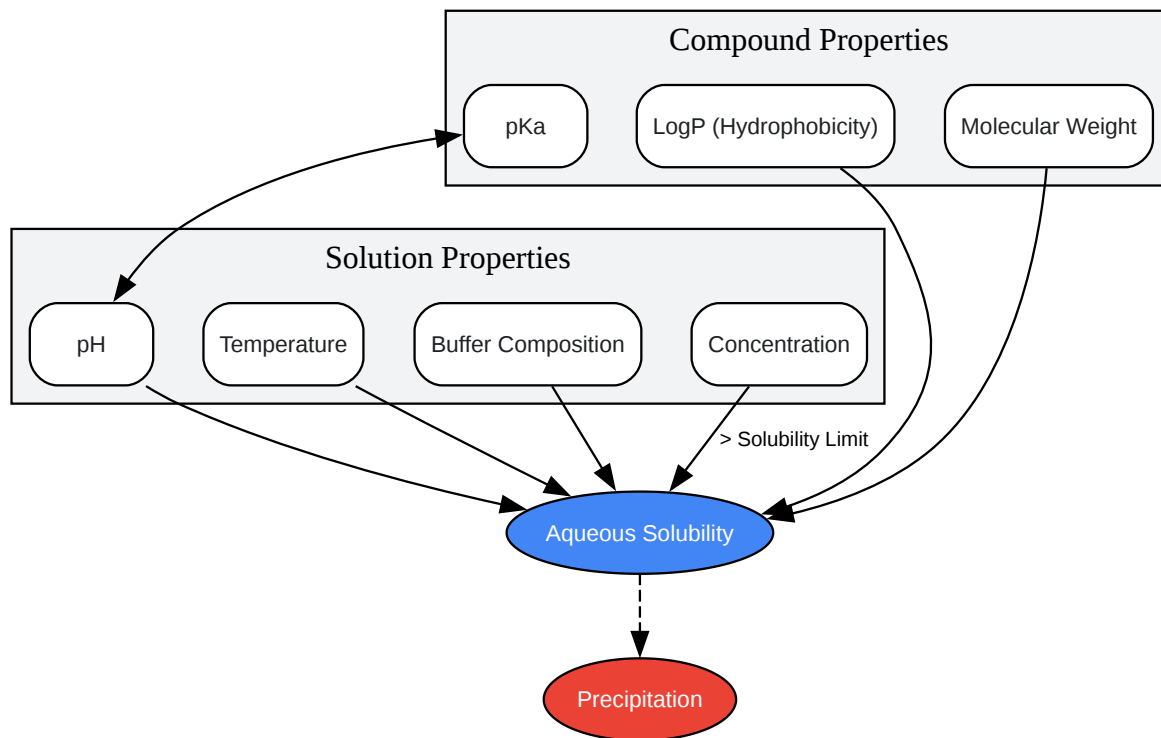 Compound Properties
pKa
LogP (Hydrophobicity)
Molecular Weight
Solution Properties
pH
Temperature
Buffer Composition
Concentration
> Solubility Limit
Aqueous Solubility
Precipitation